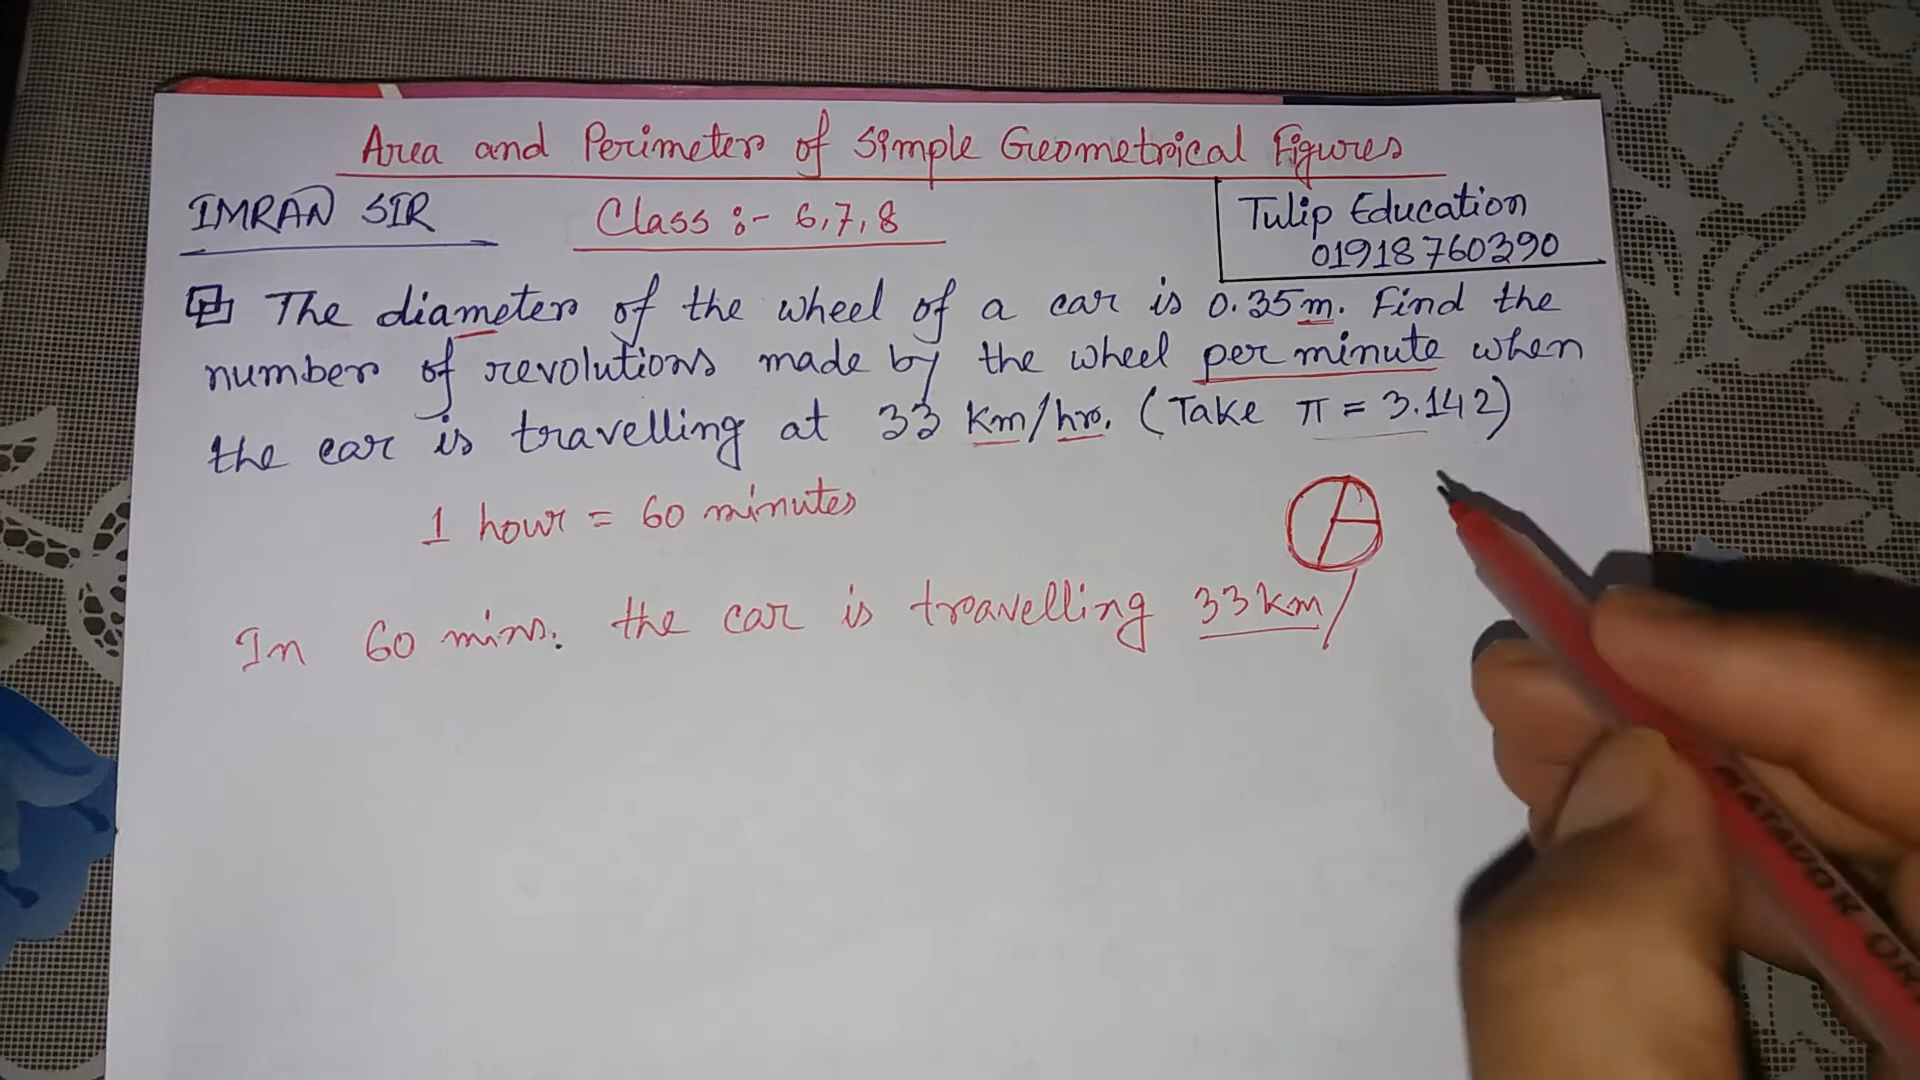 Area and Perimeter of Simple Geometrical Figures
IMRAN SIR
Class :- 6,7,8
Tulip Education
01918760390
The diameter of the wheel of a car is 0.35m. Find the
number of revolutions made by the wheel per minute when
the car is travelling at 33 km/hr. (Take π = 3.142)
1 hour = 60 minutes
In 60 mins. the car is travelling 33km/